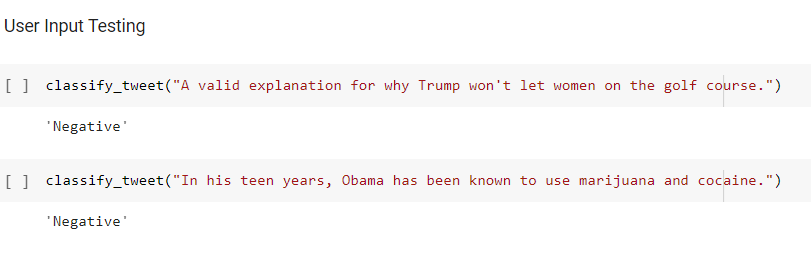 User Input Testing
[ ] classify_tweet("A valid explanation for why Trump won't let women on the golf course.")
'Negative'
[ ] classify_tweet("In his teen years, Obama has been known to use marijuana and cocaine.")
'Negative'